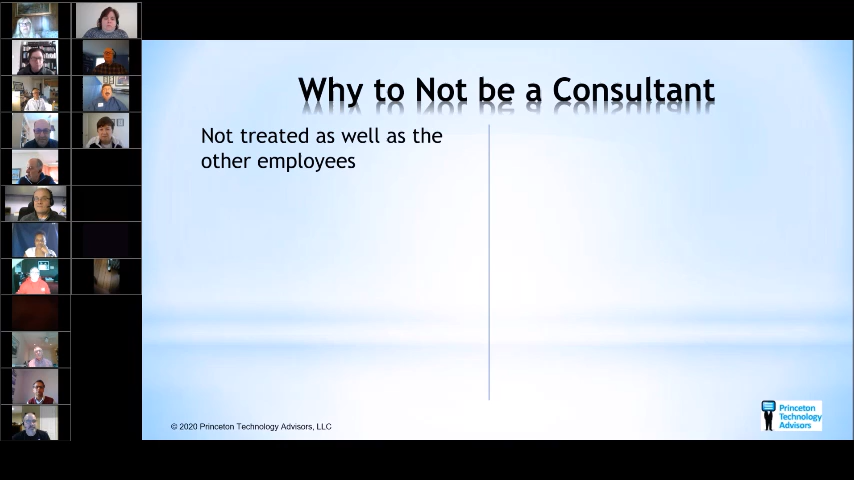 Why to Not be a Consultant
Not treated as well as the
other employees
© 2020 Princeton Technology Advisors, LLC
Princeton
Technology
Advisors